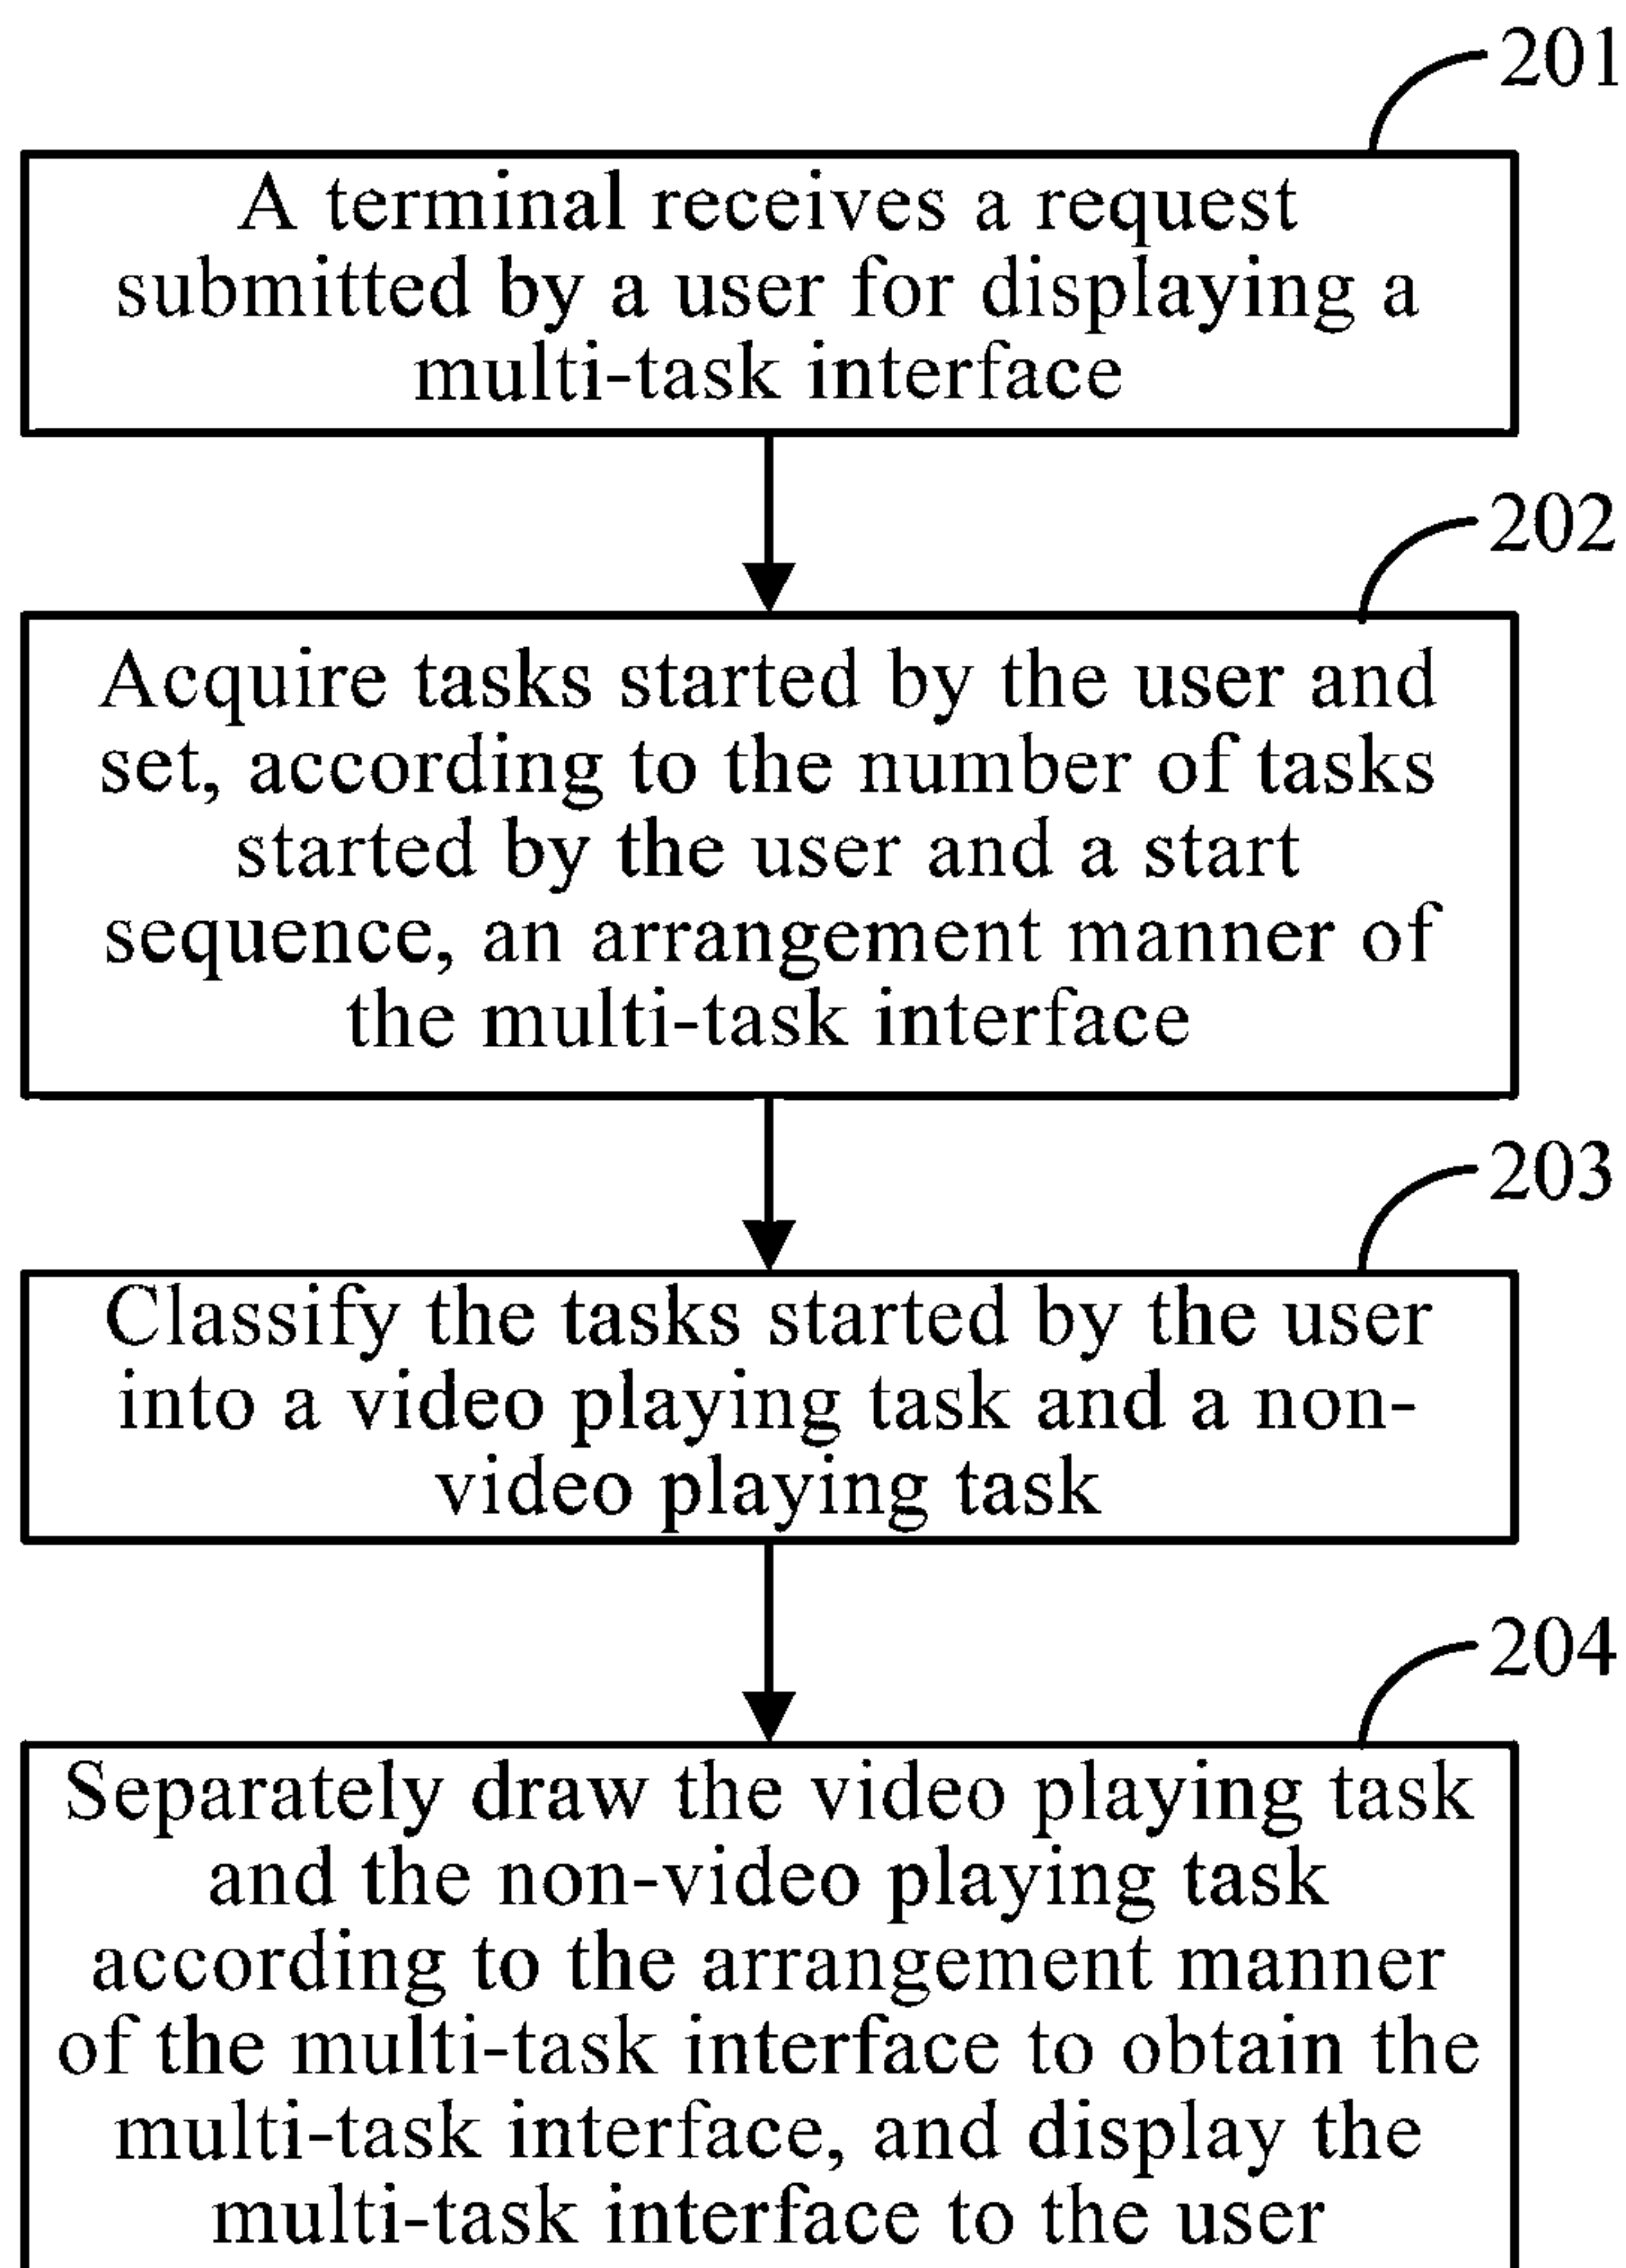 201
A terminal receives a request
submitted by a user for displaying a
multi-task interface
202
Acquire tasks started by the user and
set, according to the number of tasks
started by the user and a start
sequence, an arrangement manner of
the multi-task interface
203
Classify the tasks started by the user
into a video playing task and a non-
video playing task
204
Separately draw the video playing task
and the non-video playing task
according to the arrangement manner
of the multi-task interface to obtain the
multi-task interface, and display the
multi-task interface to the user